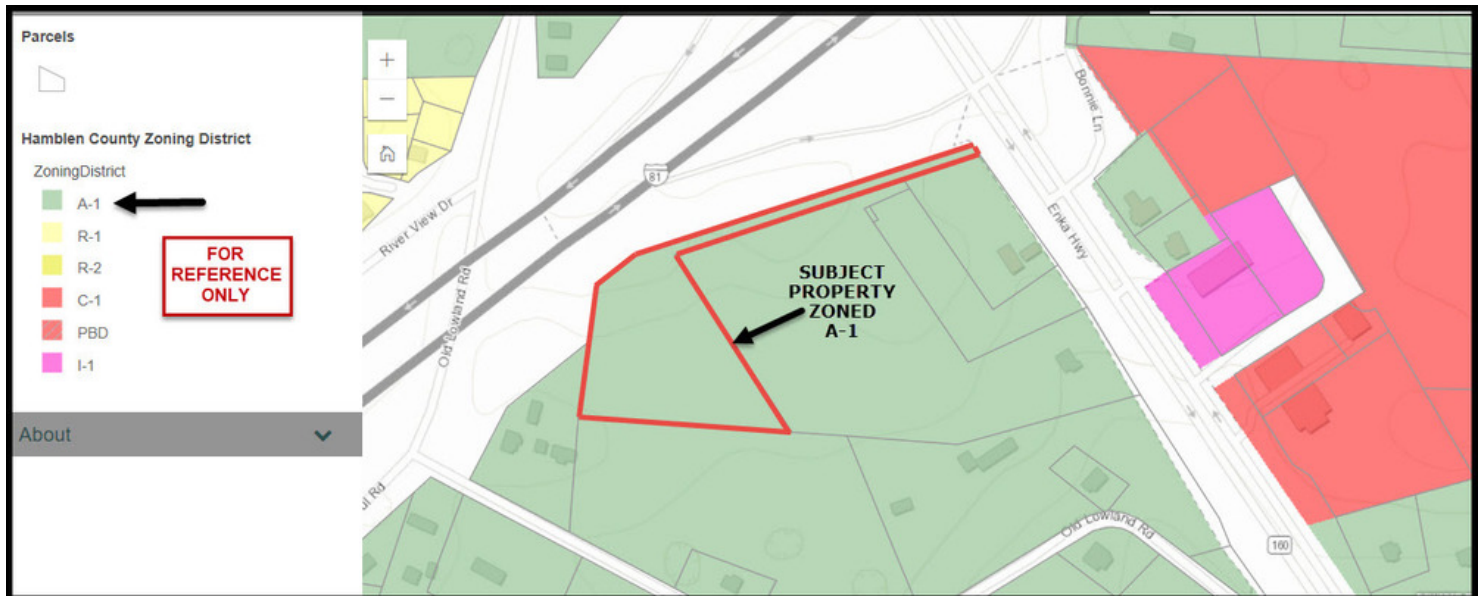 Parcels
Hamblen County Zoning District
ZoningDistrict
A-1
R-1
R-2
C-1
PBD
I-1
FOR
REFERENCE
ONLY
About
+
−
81
River View Dr
Old Lowland Rd
Bonnie Ln
Enka Hwy
SUBJECT
PROPERTY
ZONED
A-1
Rd
Old Lowland Rd
160